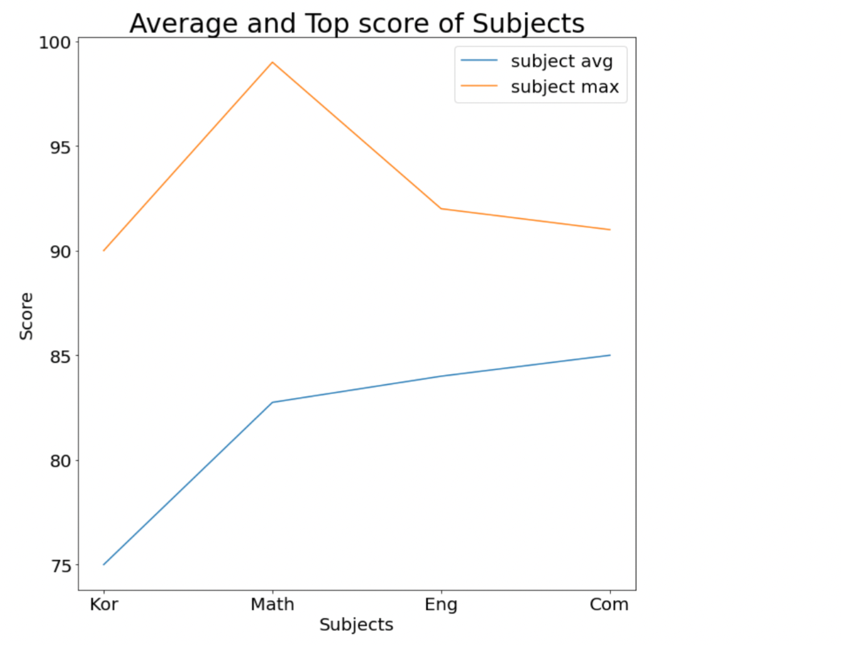 Average and Top score of Subjects
subject avg
subject max
100
95
90
85
80
75
Score
Kor Math Eng Com
Subjects